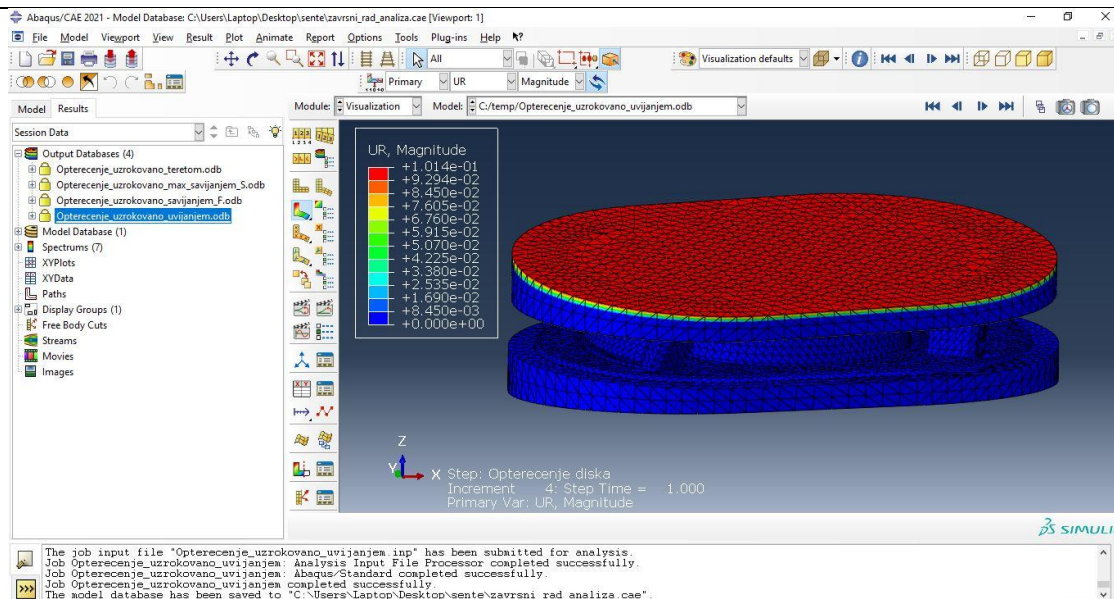 Abaqus/CAE 2021 - Model Database: C:\Users\Laptop\Desktop\sente\zavrsni_rad_analiza.cae [Viewport: 1]
File Model Viewport View Result Plot Animate Report Options Tools Plug-ins Help
All
Visualization defaults
Primary UR Magnitude
Model Results
Module: Visualization Model: C:/temp/Opterecenje_uzrokovano_uvijanjem.odb
Session Data
Output Databases (4)
Opterecenje_uzrokovano_teretom.odb
Opterecenje_uzrokovano_max_savijanjem_S.odb
Opterecenje_uzrokovano_savijanjem_F.odb
Opterecenje_uzrokovano_uvijanjem.odb
Model Database (1)
Spectrums (7)
XYPlots
XYData
Paths
Display Groups (1)
Free Body Cuts
Streams
Movies
Images
UR, Magnitude
+1.014e-01
+9.294e-02
+8.450e-02
+7.605e-02
+6.760e-02
+5.915e-02
+5.070e-02
+4.225e-02
+3.380e-02
+2.535e-02
+1.690e-02
+8.450e-03
+0.000e+00
Z
Y
X
Step: Opterecenje diska
Increment 4: Step Time = 1.000
Primary Var: UR, Magnitude
SIMULI
The job input file "Opterecenje_uzrokovano_uvijanjem.inp" has been submitted for analysis.
Job Opterecenje_uzrokovano_uvijanjem: Analysis Input File Processor completed successfully.
Job Opterecenje_uzrokovano_uvijanjem: Abaqus/Standard completed successfully.
Job Opterecenje_uzrokovano_uvijanjem completed successfully.
The model database has been saved to "C:\Users\Laptop\Desktop\sente\zavrsni_rad_analiza.cae".